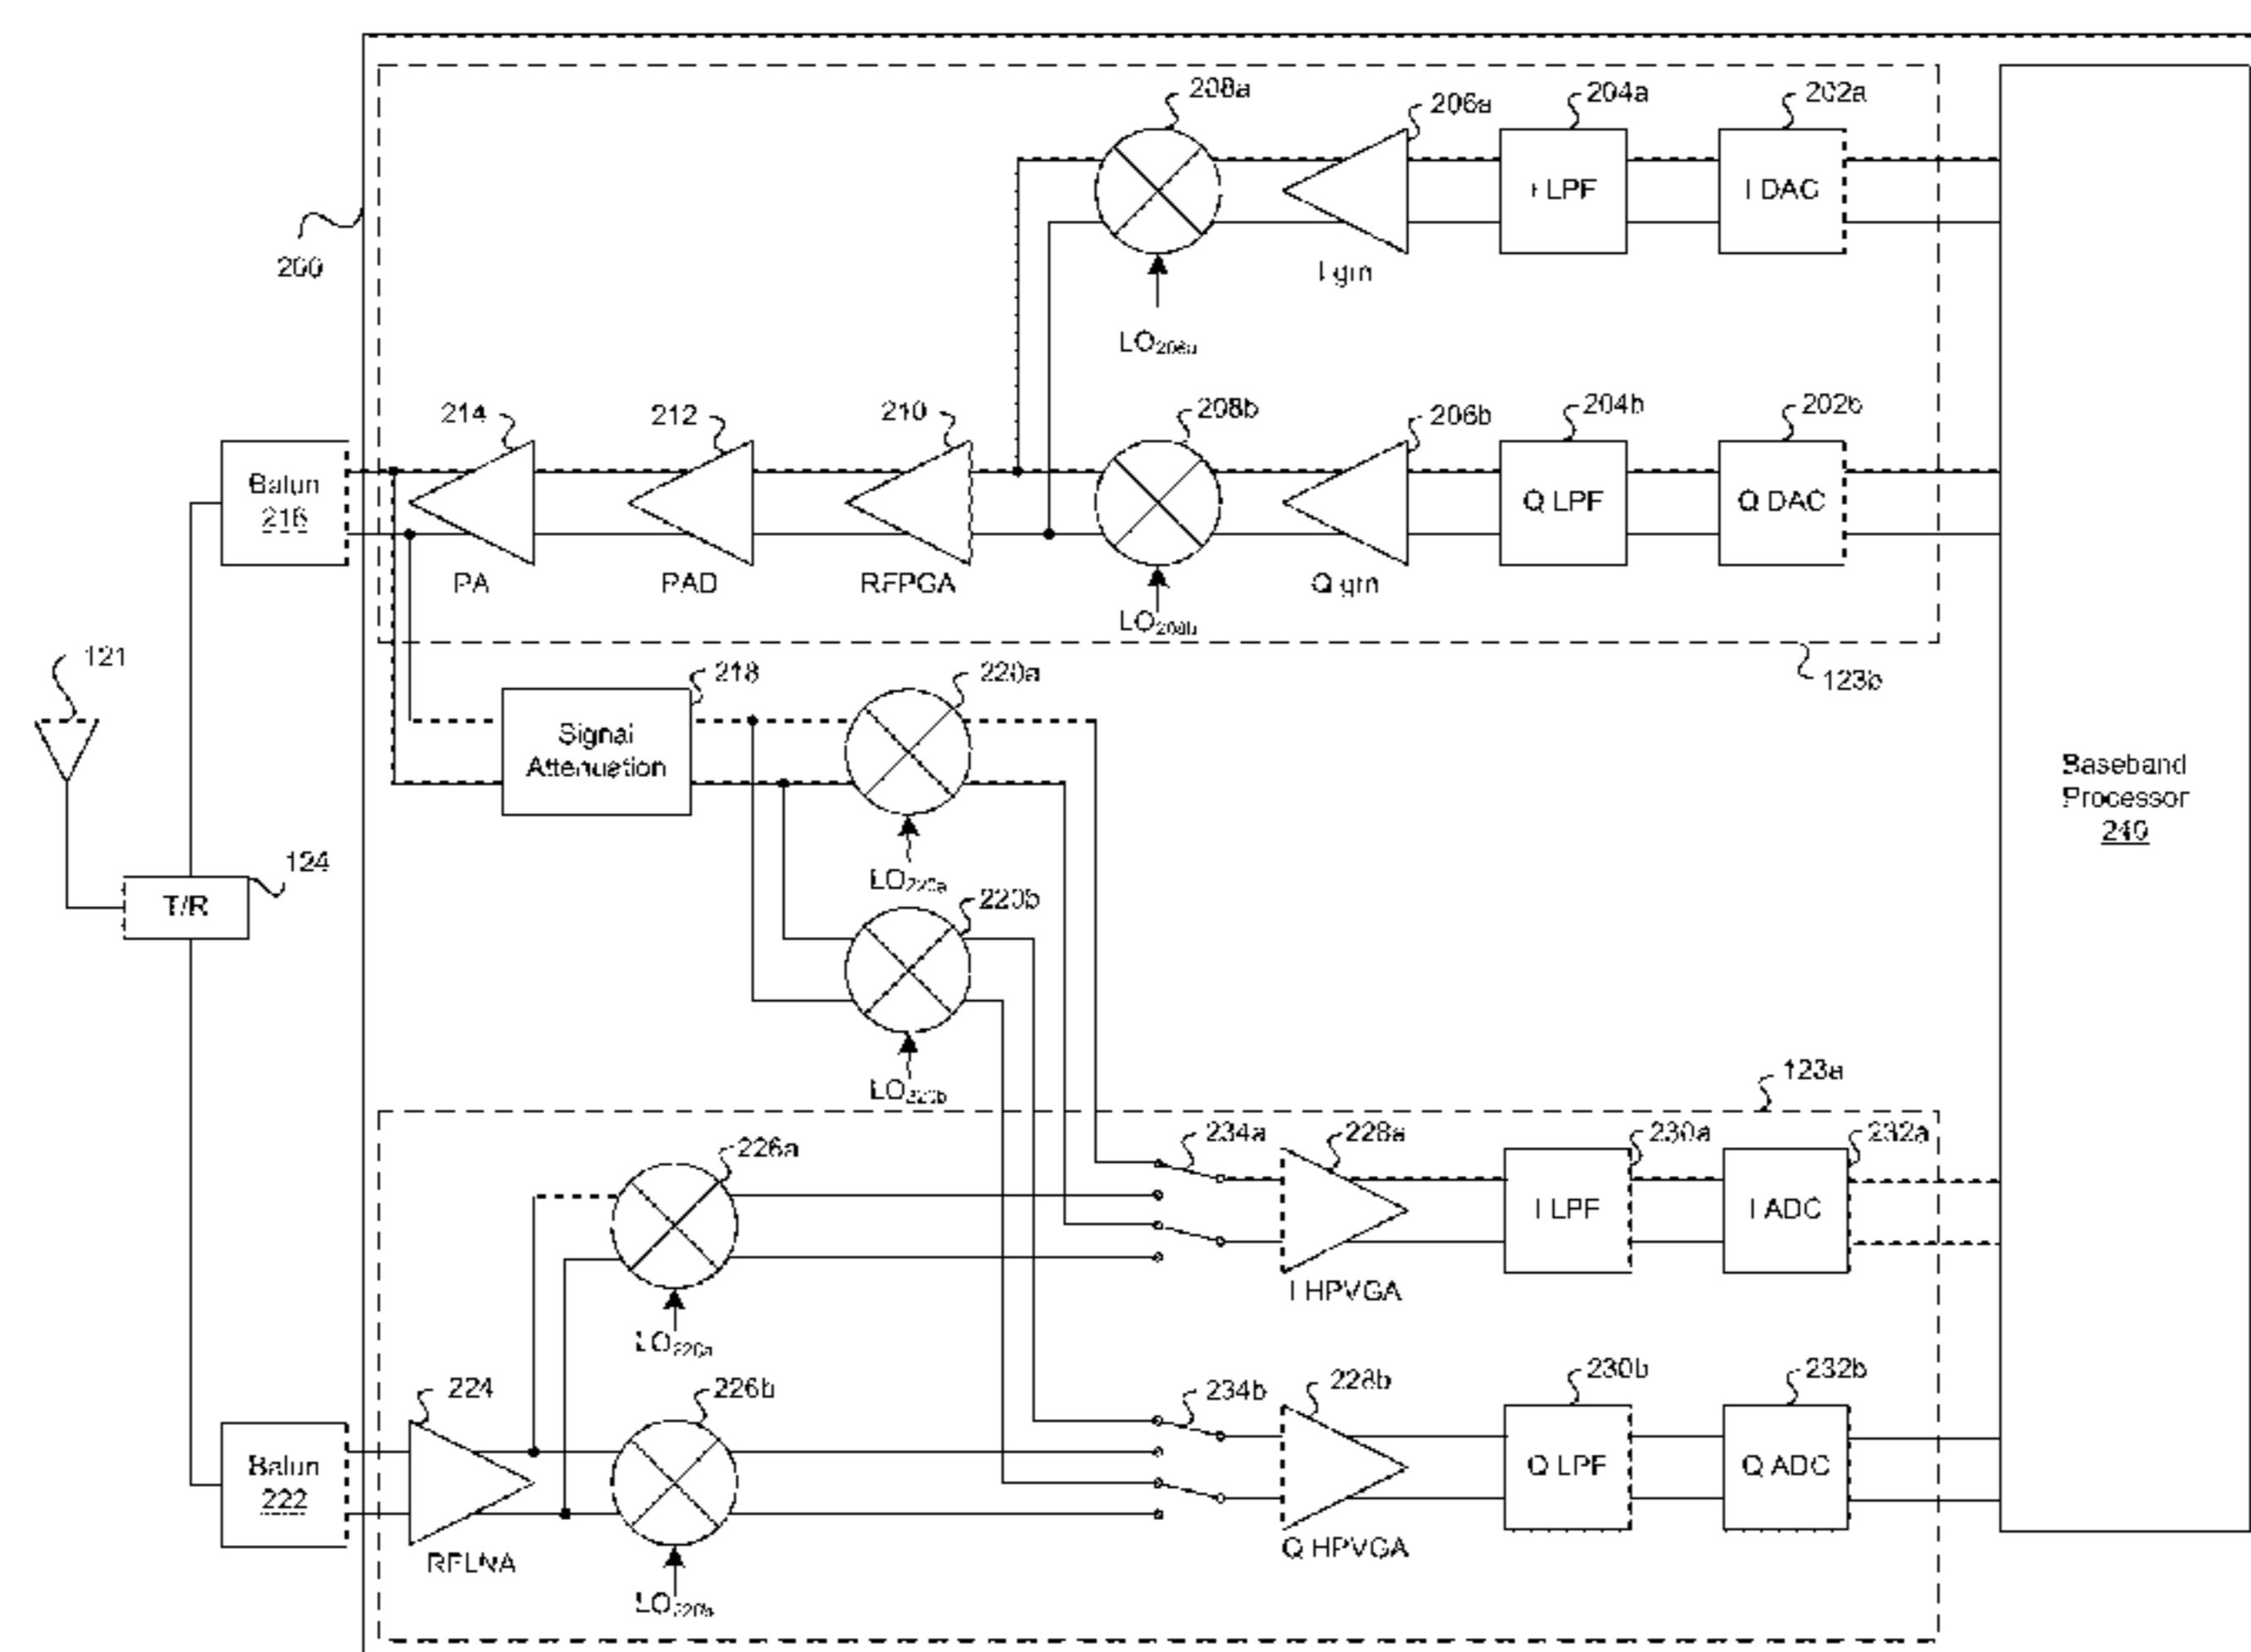 208a
206a
204a
202a
I LPF
I DAC
200
I gm
LO208a
214
212
210
208b
206b
204b
202b
Balun
216
Q LPF
Q DAC
PA
PAD
RFPGA
Q gm
LO208b
121
218
220a
123b
Signal
Attenuation
Baseband
Processor
240
124
T/R
LO220a
220b
LO220b
123a
226a
234a
228a
230a
232a
I LPF
I ADC
I HPVGA
224
226b
234b
228b
230b
232b
Balun
222
Q LPF
Q ADC
RFLNA
Q HPVGA